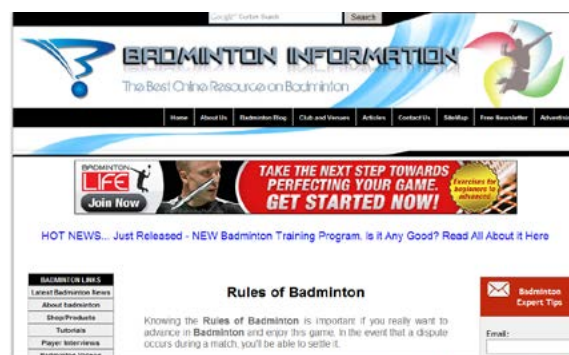 Google Custom Search Search
BADMINTON INFORMATION
The Best Online Resource on Badminton
Home About Us Badminton Blog Club and Venues Articles Contact Us SiteMap Free Newsletter
BADMINTON
LIFE
Join Now
TAKE THE NEXT STEP TOWARDS
PERFECTING YOUR GAME.
GET STARTED NOW!
Exercises for
beginners to
advanced.
HOT NEWS... Just Released - NEW Badminton Training Program. Is it Any Good? Read All About it Here
BADMINTON LINKS
Latest Badminton News
About badminton
Shop/Products
Tutorials
Player Interviews
Rules of Badminton
Knowing the Rules of Badminton is important if you really want to
advance in Badminton and enjoy this game. In the event that a dispute
occurs during a match, you'll be able to settle it.
Badminton
Expert Tips
Email: